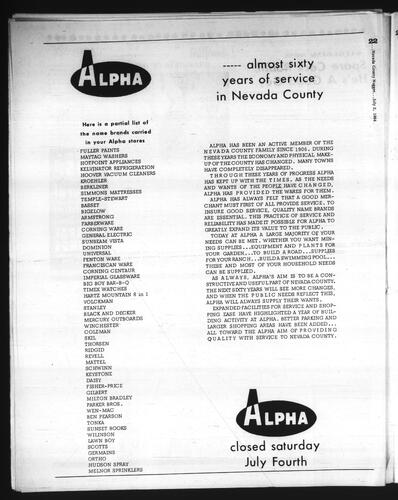 22
...Nevada County Nugget...July 2, 1964
ALPHA
----- almost sixty
years of service
in Nevada County
Here is a partial list of
the name brands carried
in your Alpha stores
FULLER PAINTS
MAYTAG WASHERS
HOTPOINT APPLIANCES
KELVINATOR REFRIGERATION
HOOVER VACUUM CLEANERS
KROEHLER
BERKLINER
SIMMONS MATTRESSES
TEMPLE-STEWART
BASSET
BIGELOW
ARMSTRONG
FARBERWARE
CORNING WARE
GENERAL ELECTRIC
SUNBEAM VISTA
DOMINION
UNIVERSAL
FENTON WARE
FRANCISCAN WARE
CORNING CENTAUR
IMPERIAL GLASSWARE
BIG BOY BAR-B-Q
TIMEX WATCHES
HARTZ MOUNTAIN 6 in 1
VOLCKMAN
STANLEY
BLACK AND DECKER
MERCURY OUTBOARDS
WINCHESTER
COLEMAN
SKIL
THORSEN
RIDGID
REVELL
MATTEL
SCHWINN
KEYSTONE
DAISY
FISHER-PRICE
GILBERT
MILTON BRADLEY
PARKER BROS.
WEN-MAC
BEN PEARSON
TONKA
SUNSET BOOKS
WILINSON
LAWN BOY
SCOTTS
GERMAINS
ORTHO
HUDSON SPRAY
MELNOR SPRINKLERS
ALPHA HAS BEEN AN ACTIVE MEMBER OF THE
NEVADA COUNTY FAMILY SINCE 1906. DURING
THESE YEARS THE ECONOMY AND PHYSICAL MAKE-
UP OF THE COUNTY HAS CHANGED. MANY TOWNS
HAVE COMPLETELY DISAPPEARED.
THROUGH THESE YEARS OF PROGRESS ALPHA
HAS KEPT UP WITH THE TIMES. AS THE NEEDS
AND WANTS OF THE PEOPLE HAVE CHANGED,
ALPHA HAS PROVIDED THE WARES FOR THEM.
ALPHA HAS ALWAYS FELT THAT A GOOD MER-
CHANT MUST FIRST OF ALL PROVIDE SERVICE. TO
INSURE GOOD SERVICE, QUALITY NAME BRANDS
ARE ESSENTIAL. THIS PRACTICE OF SERVICE AND
RELIABILITY HAS MADE IT POSSIBLE FOR ALPHA TO
GREATLY EXPAND ITS VALUE TO THE PUBLIC.
TODAY AT ALPHA A LARGE MAJORITY OF YOUR
NEEDS CAN BE MET. WHETHER YOU WANT MIN-
ING SUPPLIES...EQUIPMENT AND PLANTS FOR
YOUR GARDEN...TO BUILD A ROAD...SUPPLIES
FOR YOUR RANCH...BUILD A SWIMMING POOL...
THESE AND MOST OF YOUR HOUSEHOLD NEEDS
CAN BE SUPPLIED.
AS ALWAYS, ALPHA'S AIM IS TO BE A CON-
STRUCTIVE AND USEFUL PART OF NEVADA COUNTY.
THE NEXT SIXTY YEARS WILL SEE MORE CHANGES,
AND WHEN THE PUBLIC NEEDS REFLECT THIS,
ALPHA WILL ALWAYS SUPPLY THEIR WANTS.
EXPANDED FACILITIES FOR SERVICE AND SHOP-
PING EASE HAVE HIGHLIGHTED A YEAR OF BUILD-
ING ACTIVITY AT ALPHA. BETTER PARKING AND
LARGER SHOPPING AREAS HAVE BEEN ADDED...
ALL TOWARD THE ALPHA AIM OF PROVIDING
QUALITY WITH SERVICE TO NEVADA COUNTY.
ALPHA
closed saturday
July Fourth